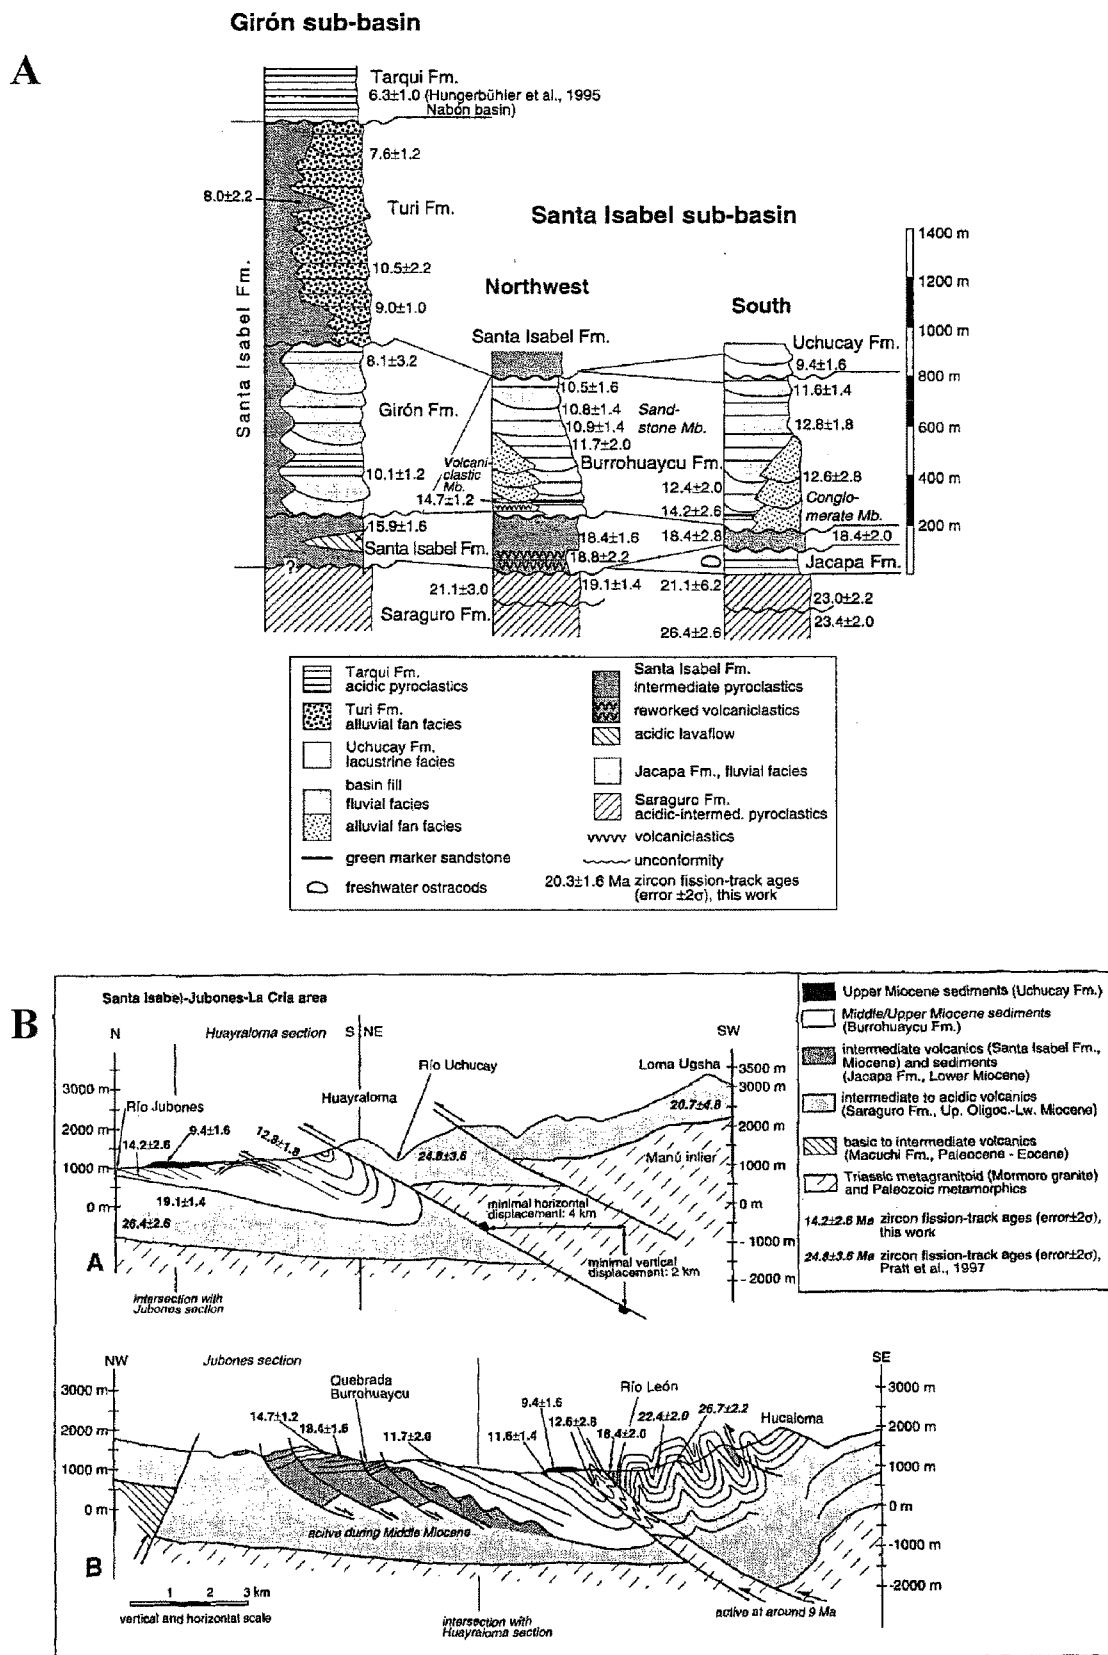 Girón sub-basin
A
Tarqui Fm.
6.3±1.0 (Hungerbühler et al., 1995
Nabón basin)
7.6±1.2
8.0±2.2
Turi Fm.
Santa Isabel sub-basin
1400 m
10.5±2.2
1200 m
Northwest
South
9.0±1.0
Santa Isabel Fm.
1000 m
Santa Isabel Fm.
Uchucay Fm.
8.1±3.2
9.4±1.6
800 m
10.5±1.6
11.6±1.4
Girón Fm.
10.8±1.4
Sand-
stone Mb.
10.9±1.4
12.8±1.8
600 m
11.7±2.0
Volcani-
clastic
Mb.
Burrohuaycu Fm.
10.1±1.2
12.4±2.0
12.6±2.8
400 m
14.7±1.2
Conglo-
merate Mb.
14.2±2.6
15.9±1.6
200 m
18.4±1.6
18.4±2.8
18.4±2.0
Santa Isabel Fm.
18.8±2.2
Jacapa Fm.
?
21.1±3.0
19.1±1.4
21.1±6.2
23.0±2.2
Saraguro Fm.
23.4±2.0
26.4±2.6
Tarqui Fm.
acidic pyroclastics
Turi Fm.
alluvial fan facies
Uchucay Fm.
lacustrine facies
basin fill
fluvial facies
alluvial fan facies
green marker sandstone
freshwater ostracods
Santa Isabel Fm.
intermediate pyroclastics
reworked volcaniclastics
acidic lavaflow
Jacapa Fm., fluvial facies
Saraguro Fm.
acidic-intermed. pyroclastics
volcaniclastics
unconformity
20.3±1.6 Ma zircon fission-track ages
(error ±2σ), this work
B
Santa Isabel-Jubones-La Cria area
N
Huayraloma section
S
NE
SW
3000 m
2000 m
1000 m
0 m
Río Jubones
14.2±2.6
9.4±1.6
12.8±1.8
Huayraloma
Río Uchucay
Loma Ugsha
3500 m
3000 m
2000 m
1000 m
0 m
- 1000 m
- 2000 m
20.7±4.8
24.8±3.6
Manú inlier
19.1±1.4
26.4±2.6
minimal horizontal
displacement: 4 km
minimal vertical
displacement: 2 km
A
intersection with
Jubones section
Upper Miocene sediments (Uchucay Fm.)
Middle/Upper Miocene sediments
(Burrohuaycu Fm.)
intermediate volcanics (Santa Isabel Fm.,
Miocene) and sediments
(Jacapa Fm., Lower Miocene)
intermediate to acidic volcanics
(Saraguro Fm., Up. Oligoc.-Lw. Miocene)
basic to intermediate volcanics
(Macuchi Fm., Paleocene - Eocene)
Triassic metagranitoid (Mormoro granite)
and Paleozoic metamorphics
14.2±2.6 Ma zircon fission-track ages (error±2σ),
this work
24.8±3.6 Ma zircon fission-track ages (error±2σ),
Pratt et al., 1997
NW
Jubones section
SE
3000 m
2000 m
1000 m
0 m
Quebrada
Burrohuaycu
Río León
Hucaloma
14.7±1.2
18.4±1.6
11.7±2.0
11.6±1.4
9.4±1.6
12.6±2.8
18.4±2.0
22.4±2.0
26.7±2.2
3000 m
2000 m
1000 m
0 m
-1000 m
-2000 m
active during Middle Miocene
B
1 2 3 km
vertical and horizontal scale
intersection with
Huayraloma section
active at around 9 Ma